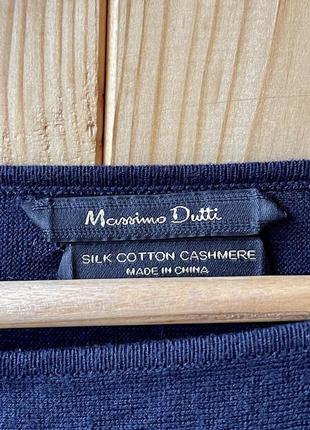 Massimo Dutti
SILK COTTON CASHMERE
MADE IN CHINA